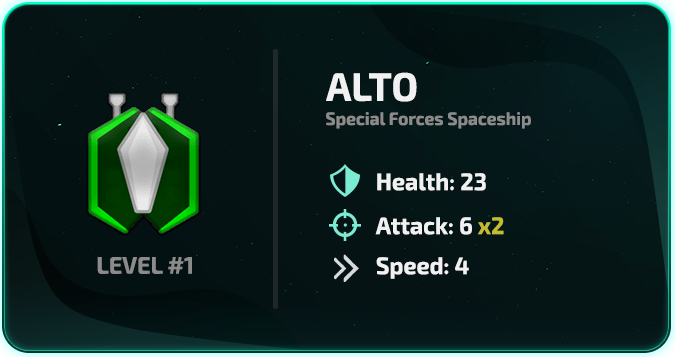 ALTO
Special Forces Spaceship
Health: 23
Attack: 6 x2
Speed: 4
LEVEL #1